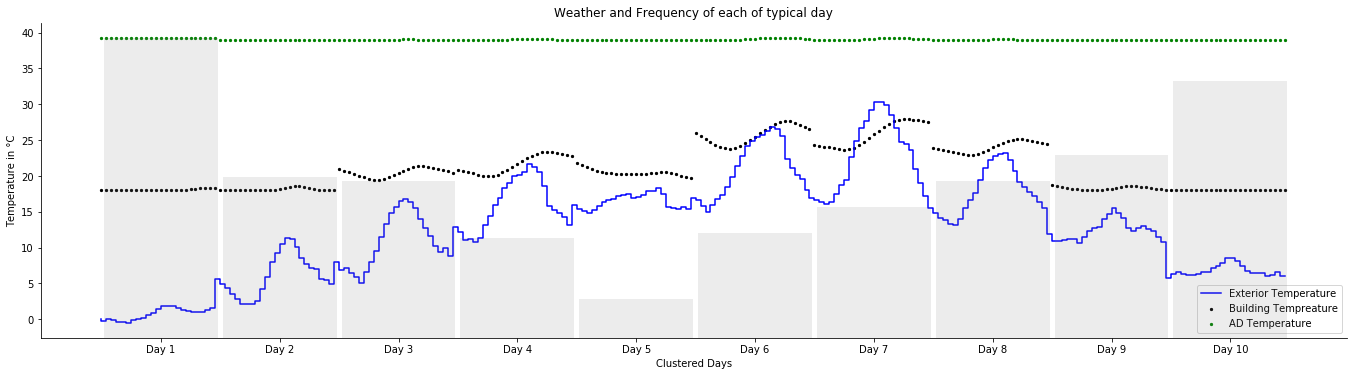 Weather and Frequency of each of typical day
40
35
30
25
20
15
10
5
0
Temperature in °C
Day 1 Day 2 Day 3 Day 4 Day 5 Day 6 Day 7 Day 8 Day 9 Day 10
Clustered Days
Exterior Temperature
Building Tempreature
AD Temperature